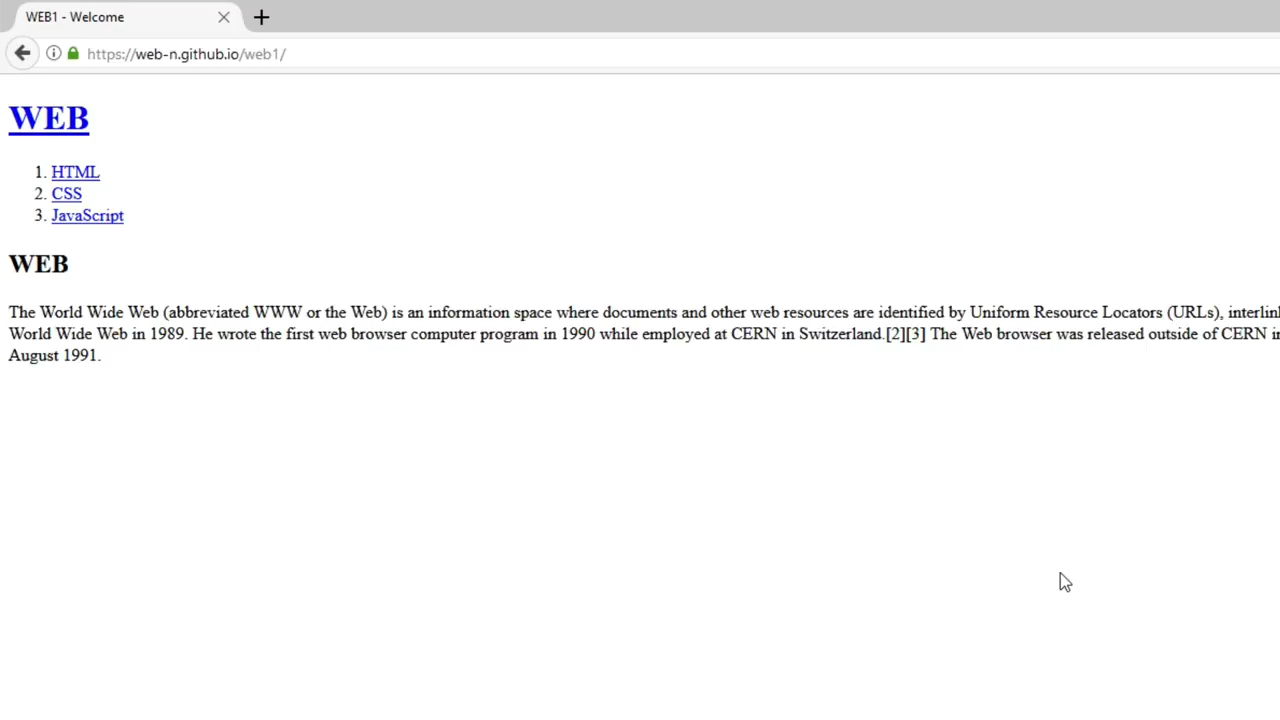 WEB1 - Welcome
https://web-n.github.io/web1/
WEB
1. HTML
2. CSS
3. JavaScript
WEB
The World Wide Web (abbreviated WWW or the Web) is an information space where documents and other web resources are identified by Uniform Resource Locators (URLs),
World Wide Web in 1989. He wrote the first web browser computer program in 1990 while employed at CERN in Switzerland.[2][3] The Web browser was released outside of CERN
August 1991.